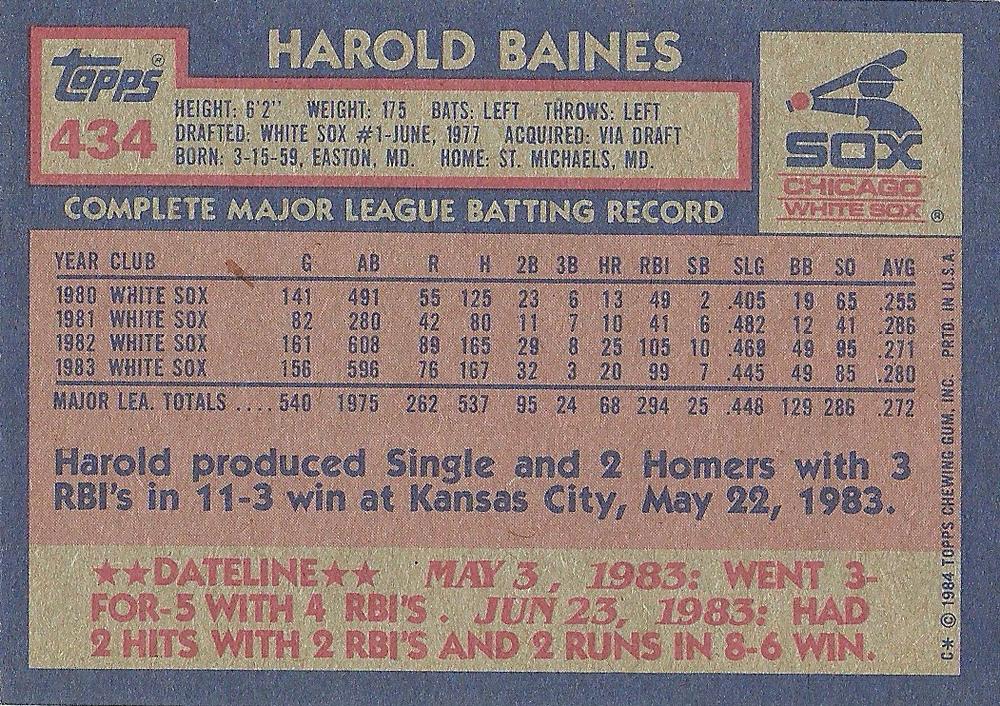 HAROLD BAINES
Topps®
434
HEIGHT: 6'2" WEIGHT: 175 BATS: LEFT THROWS: LEFT
DRAFTED: WHITE SOX #1-JUNE, 1977 ACQUIRED: VIA DRAFT
BORN: 3-15-59, EASTON, MD. HOME: ST. MICHAELS, MD.
SOX
CHICAGO
WHITE SOX ®
COMPLETE MAJOR LEAGUE BATTING RECORD
YEAR CLUB G AB R H 2B 3B HR RBI SB SLG BB SO AVG
1980 WHITE SOX 141 491 55 125 23 6 13 49 2 .405 19 65 .255
1981 WHITE SOX 82 280 42 80 11 7 10 41 6 .482 12 41 .286
1982 WHITE SOX 161 608 89 165 29 8 25 105 10 .469 49 95 .271
1983 WHITE SOX 156 596 76 167 32 3 20 99 7 .445 49 85 .280
MAJOR LEA. TOTALS .... 540 1975 262 537 95 24 68 294 25 .448 129 286 .272
Harold produced Single and 2 Homers with 3
RBI's in 11-3 win at Kansas City, May 22, 1983.
★★DATELINE★★ MAY 3, 1983: WENT 3-
FOR-5 WITH 4 RBI'S. JUN 23, 1983: HAD
2 HITS WITH 2 RBI'S AND 2 RUNS IN 8-6 WIN.
C* © 1984 TOPPS CHEWING GUM, INC. PRTD. IN U.S.A.